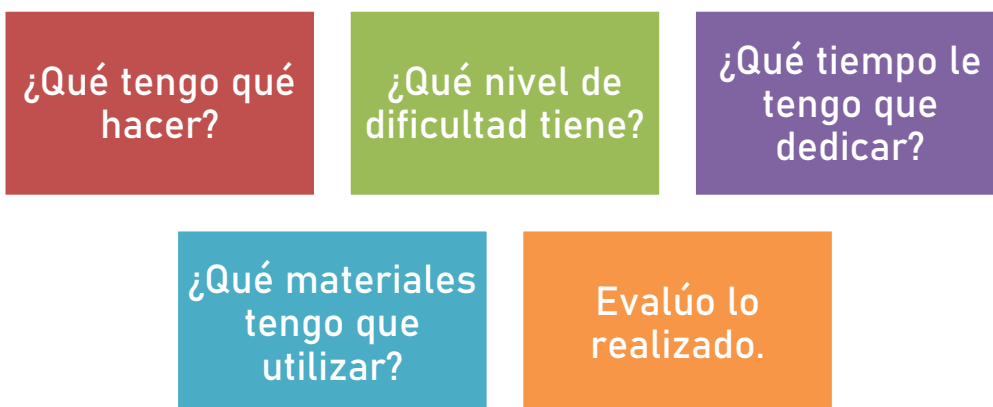 ¿Qué tengo qué
hacer?
¿Qué nivel de
dificultad tiene?
¿Qué tiempo le
tengo que
dedicar?
¿Qué materiales
tengo que
utilizar?
Evalúo lo
realizado.